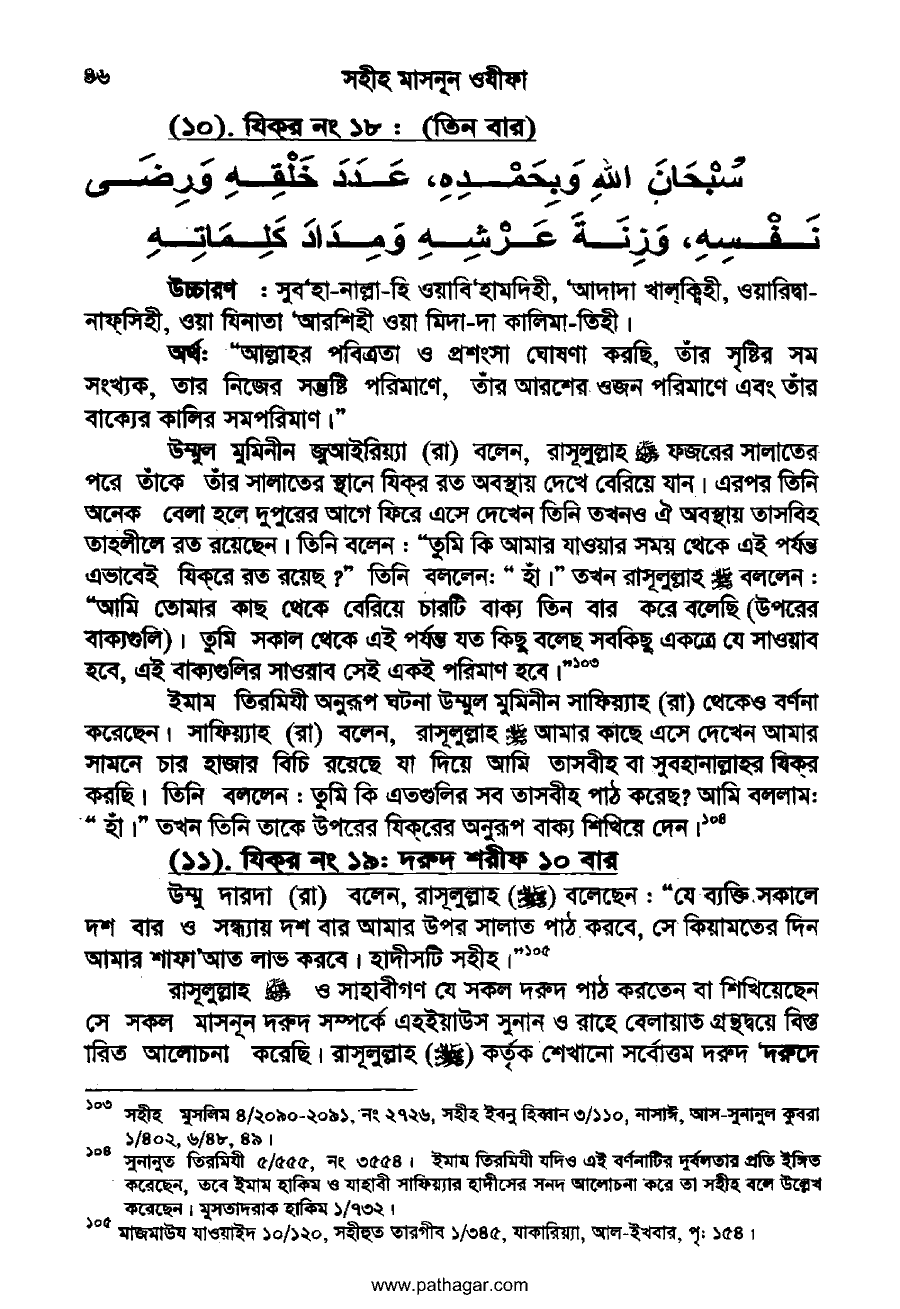 ৪৬
সহীহ মাসনূন ওযীফা
(১০). যিক্‌র নং ১৮ : (তিন বার)
سُبْحَانَ اللهِ وَبِحَمْــدِهِ، عَــدَدَ خَلْقِــهِ وَرِضَــى
نَــفْــسِهِ، وَزِنَــةَ عَــرْشِــهِ وَمِــدَادَ كَلِــمَاتِــهِ
উচ্চারণ : সুব‘হা-নাল্লা-হি ওয়াবি‘হামদিহী, ‘আদাদা খাল্‌ক্বিহী, ওয়ারিদ্বা-
নাফ্‌সিহী, ওয়া যিনাতা ‘আরশিহী ওয়া মিদা-দা কালিমা-তিহী।
অর্থ: “আল্লাহর পবিত্রতা ও প্রশংসা ঘোষণা করছি, তাঁর সৃষ্টির সম
সংখ্যক, তার নিজের সন্তুষ্টি পরিমাণে, তাঁর আরশের ওজন পরিমাণে এবং তাঁর
বাক্যের কালির সমপরিমাণ।”
উম্মুল মুমিনীন জুআইরিয়্যা (রা) বলেন, রাসূলুল্লাহ ﷺ ফজরের সালাতের
পরে তাঁকে তাঁর সালাতের স্থানে যিক্‌র রত অবস্থায় দেখে বেরিয়ে যান। এরপর তিনি
অনেক বেলা হলে দুপুরের আগে ফিরে এসে দেখেন তিনি তখনও ঐ অবস্থায় তাসবিহ
তাহলীলে রত রয়েছেন। তিনি বলেন : “তুমি কি আমার যাওয়ার সময় থেকে এই পর্যন্ত
এভাবেই যিক্‌রে রত রয়েছ ?” তিনি বললেন: “ হাঁ।” তখন রাসূলুল্লাহ ﷺ বললেন :
“আমি তোমার কাছ থেকে বেরিয়ে চারটি বাক্য তিন বার করে বলেছি (উপরের
বাক্যগুলি)। তুমি সকাল থেকে এই পর্যন্ত যত কিছু বলেছ সবকিছু একত্রে যে সাওয়াব
হবে, এই বাক্যগুলির সাওয়াব সেই একই পরিমাণ হবে।”১০৩
ইমাম তিরমিযী অনুরূপ ঘটনা উম্মুল মুমিনীন সাফিয়্যাহ (রা) থেকেও বর্ণনা
করেছেন। সাফিয়্যাহ (রা) বলেন, রাসূলুল্লাহ ﷺ আমার কাছে এসে দেখেন আমার
সামনে চার হাজার বিচি রয়েছে যা দিয়ে আমি তাসবীহ বা সুবহানাল্লাহর যিক্‌র
করছি। তিনি বললেন : তুমি কি এতগুলির সব তাসবীহ পাঠ করেছ? আমি বললাম:
“ হাঁ।” তখন তিনি তাকে উপরের যিক্‌রের অনুরূপ বাক্য শিখিয়ে দেন।১০৪
(১১). যিক্‌র নং ১৯: দরুদ শরীফ ১০ বার
উম্মু দারদা (রা) বলেন, রাসূলুল্লাহ (ﷺ) বলেছেন : “যে ব্যক্তি সকালে
দশ বার ও সন্ধ্যায় দশ বার আমার উপর সালাত পাঠ করবে, সে কিয়ামতের দিন
আমার শাফা‘আত লাভ করবে। হাদীসটি সহীহ।”১০৫
রাসূলুল্লাহ ﷺ ও সাহাবীগণ যে সকল দরুদ পাঠ করতেন বা শিখিয়েছেন
সে সকল মাসনূন দরুদ সম্পর্কে এহইয়াউস সুনান ও রাহে বেলায়াত গ্রন্থদ্বয়ে বিস্ত
ারিত আলোচনা করেছি। রাসূলুল্লাহ (ﷺ) কর্তৃক শেখানো সর্বোত্তম দরুদ ‘দরুদে
১০৩ সহীহ মুসলিম ৪/২০৯০-২০৯১, নং ২৭২৬, সহীহ ইবনু হিব্বান ৩/১১০, নাসাঈ, আস-সুনানুল কুবরা
১/৪০২, ৬/৪৮, ৪৯।
১০৪ সুনানুত তিরমিযী ৫/৫৫৫, নং ৩৫৫৪। ইমাম তিরমিযী যদিও এই বর্ণনাটির দুর্বলতার প্রতি ইঙ্গিত
করেছেন, তবে ইমাম হাকিম ও যাহাবী সাফিয়্যার হাদীসের সনদ আলোচনা করে তা সহীহ বলে উল্লেখ
করেছেন। মুসতাদরাক হাকিম ১/৭৩২।
১০৫ মাজমাউয যাওয়াইদ ১০/১২০, সহীহুত তারগীব ১/৩৪৫, যাকারিয়্যা, আল-ইখবার, পৃ: ১৫৪।
www.pathagar.com